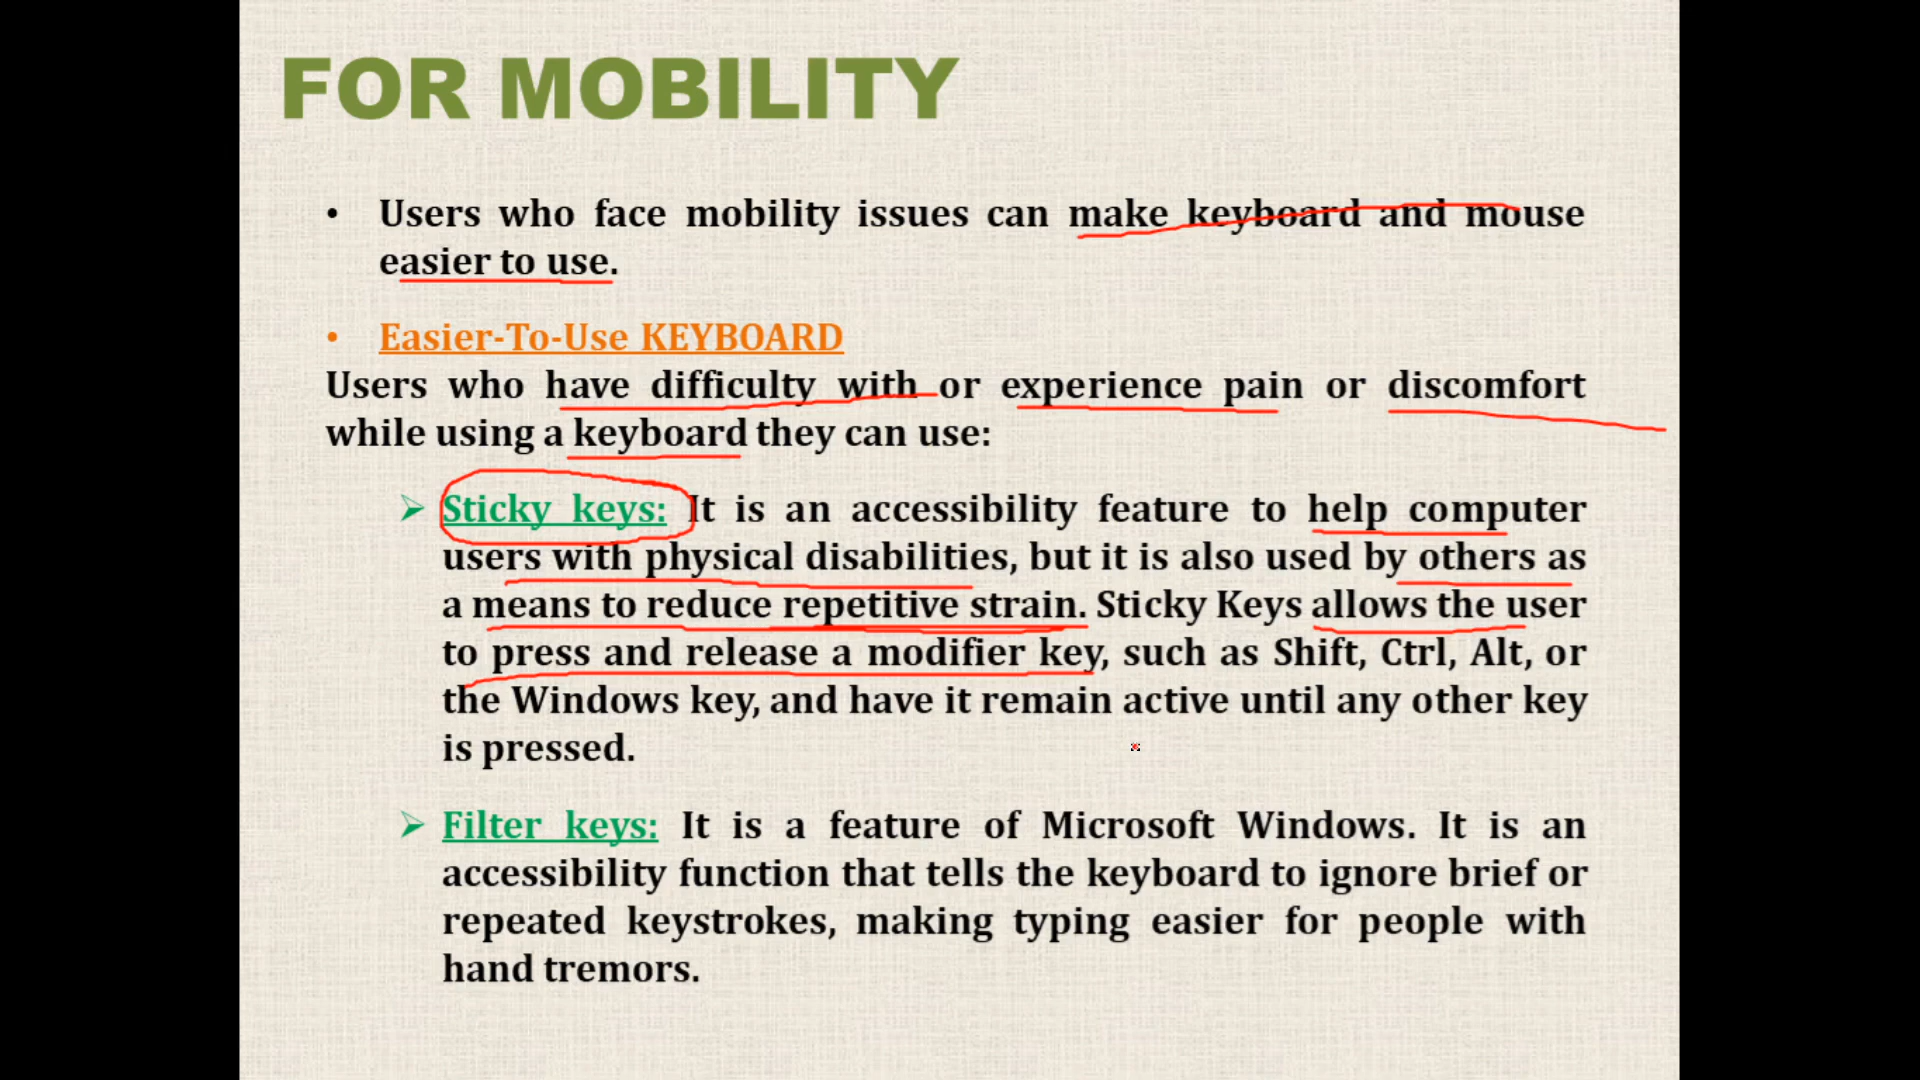 FOR MOBILITY
• Users who face mobility issues can make keyboard and mouse
easier to use.
• Easier-To-Use KEYBOARD
Users who have difficulty with or experience pain or discomfort
while using a keyboard they can use:
➢ Sticky keys: It is an accessibility feature to help computer
users with physical disabilities, but it is also used by others as
a means to reduce repetitive strain. Sticky Keys allows the user
to press and release a modifier key, such as Shift, Ctrl, Alt, or
the Windows key, and have it remain active until any other key
is pressed.
➢ Filter keys: It is a feature of Microsoft Windows. It is an
accessibility function that tells the keyboard to ignore brief or
repeated keystrokes, making typing easier for people with
hand tremors.